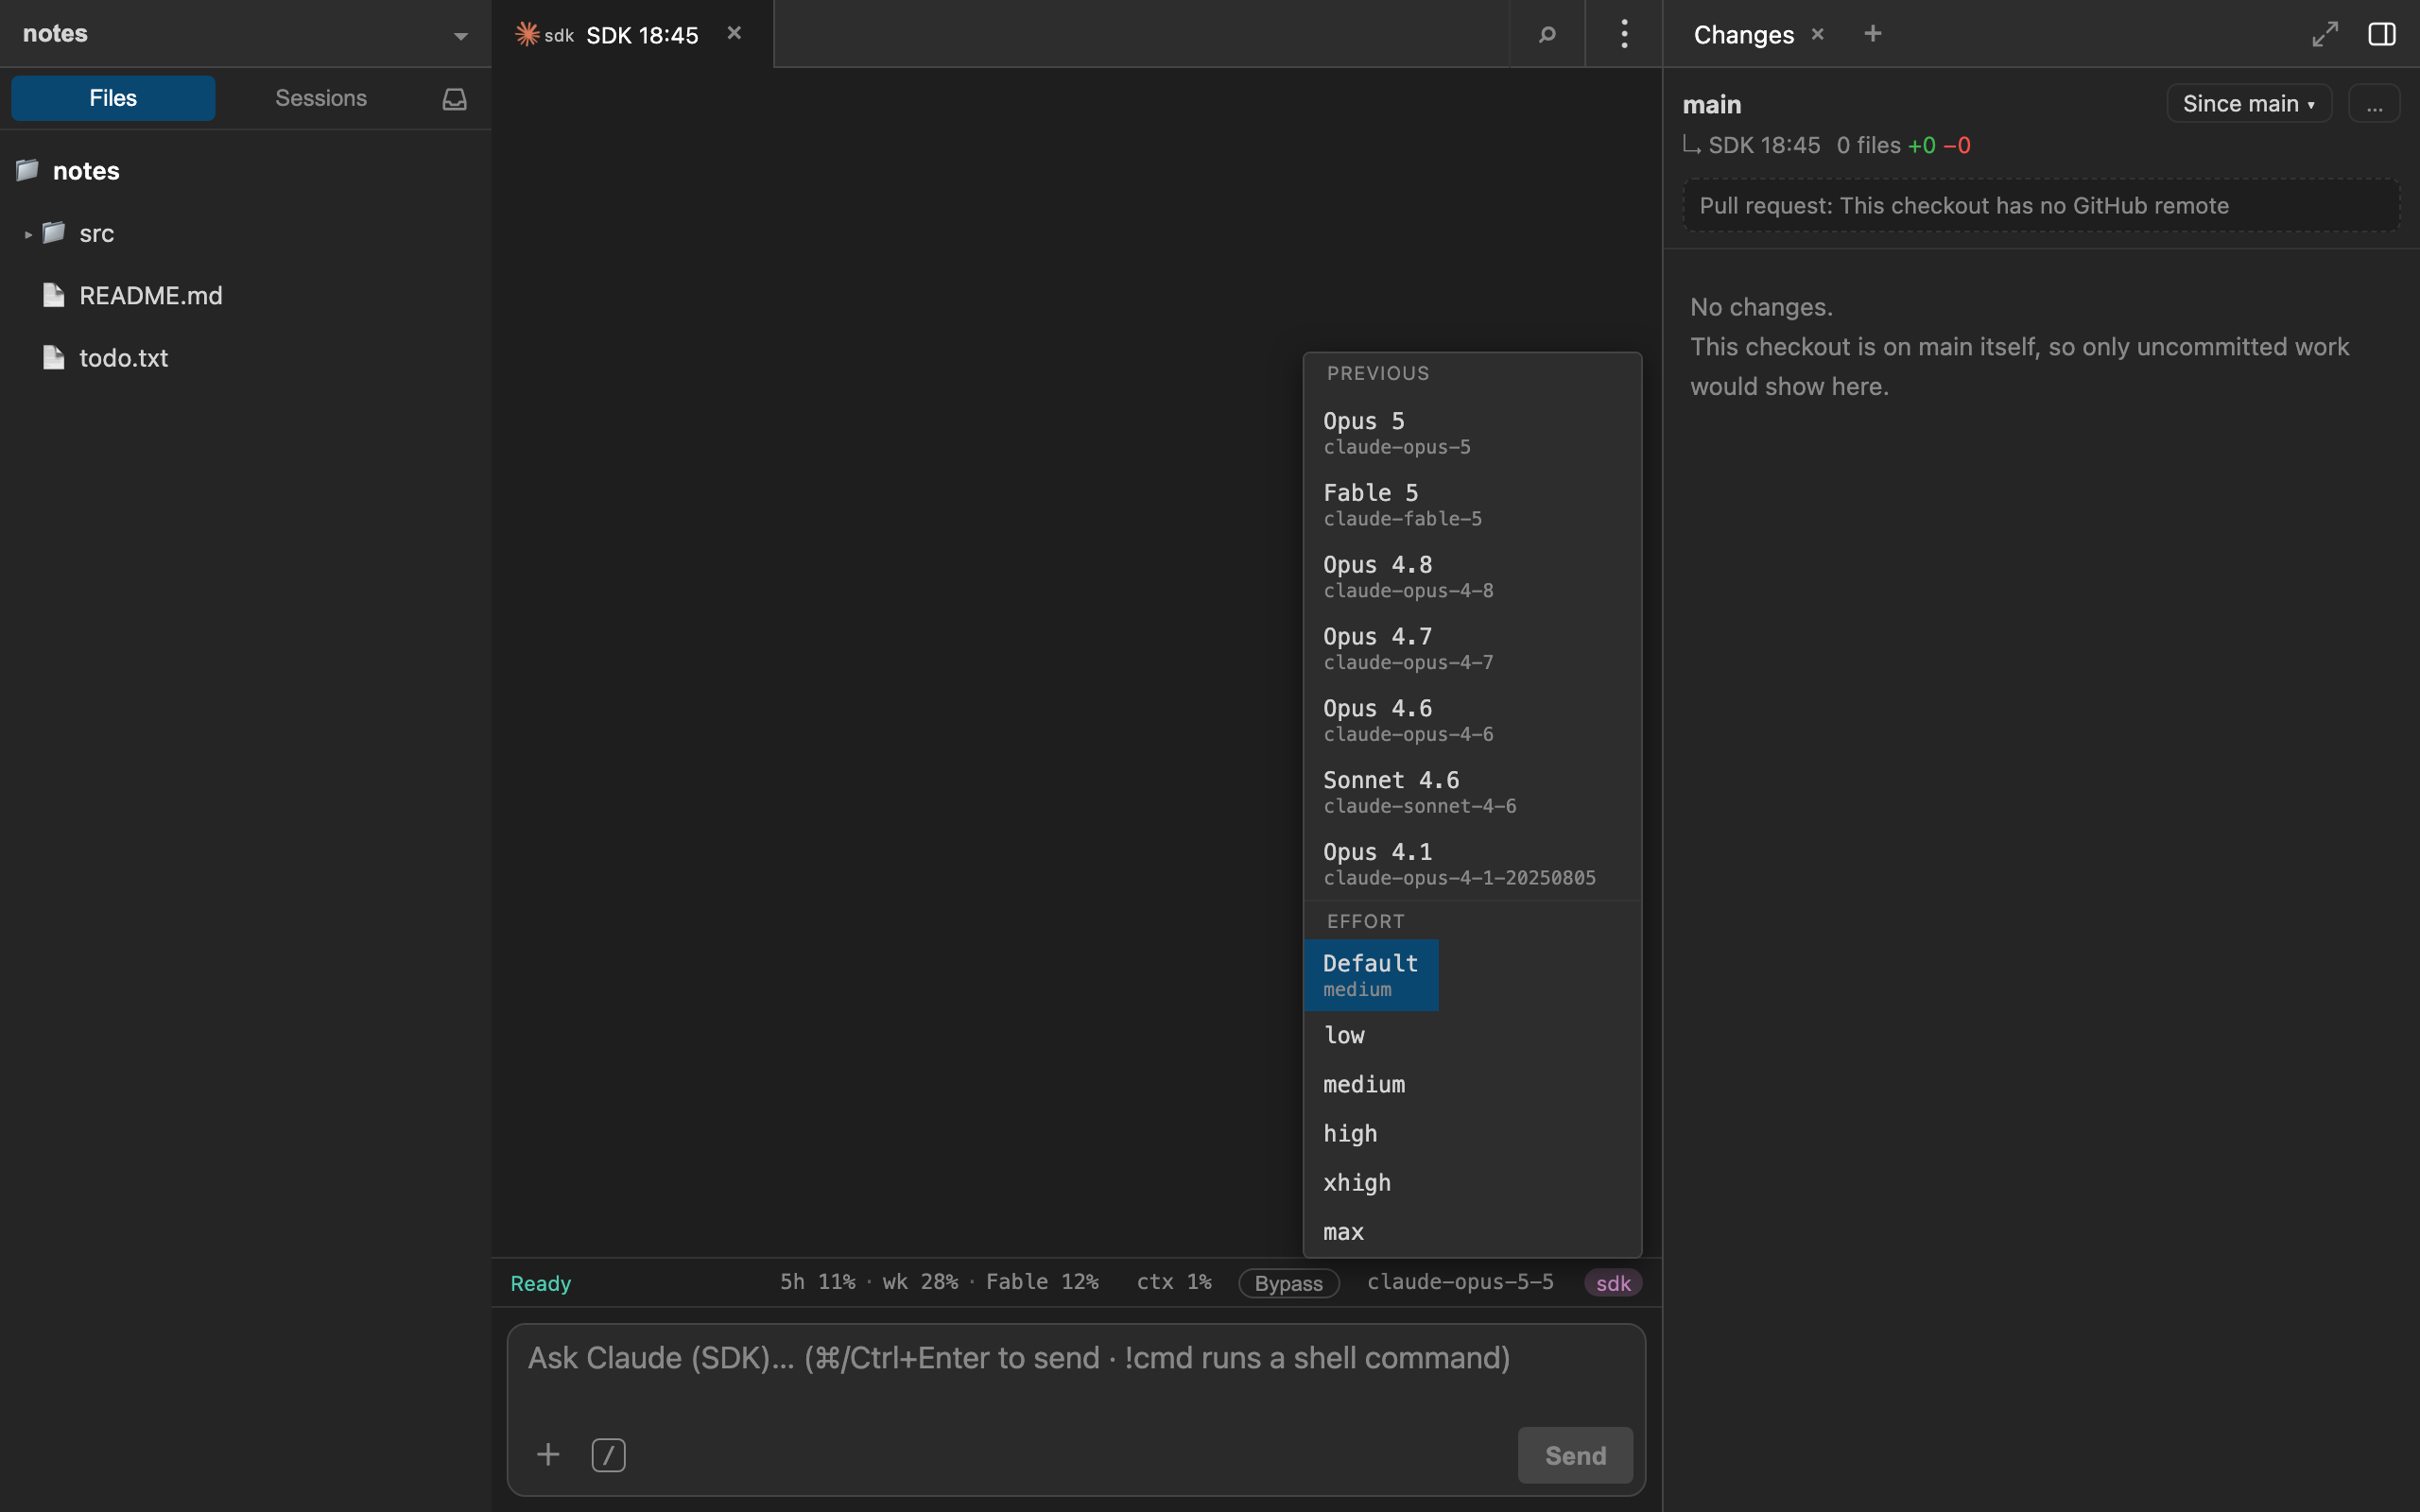 notes
Files
Sessions
notes
src
README.md
todo.txt
sdk SDK 18:45
PREVIOUS
Opus 5
claude-opus-5
Fable 5
claude-fable-5
Opus 4.8
claude-opus-4-8
Opus 4.7
claude-opus-4-7
Opus 4.6
claude-opus-4-6
Sonnet 4.6
claude-sonnet-4-6
Opus 4.1
claude-opus-4-1-20250805
EFFORT
Default
medium
low
medium
high
xhigh
max
Ready
5h 11% · wk 28% · Fable 12% ctx 1% Bypass claude-opus-5-5 sdk
Ask Claude (SDK)... (⌘/Ctrl+Enter to send · !cmd runs a shell command)
+ /
Send
Changes
main
Since main ▾
...
SDK 18:45 0 files +0 −0
Pull request: This checkout has no GitHub remote
No changes.
This checkout is on main itself, so only uncommitted work
would show here.